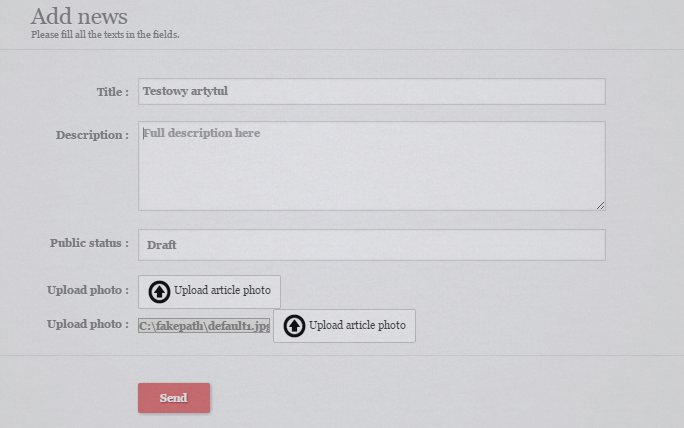 Add news
Please fill all the texts in the fields.
Title : Testowy artytul
Description : Full description here
Public status : Draft
Upload photo : Upload article photo
Upload photo : C:\fakepath\default1.jpg Upload article photo
Send